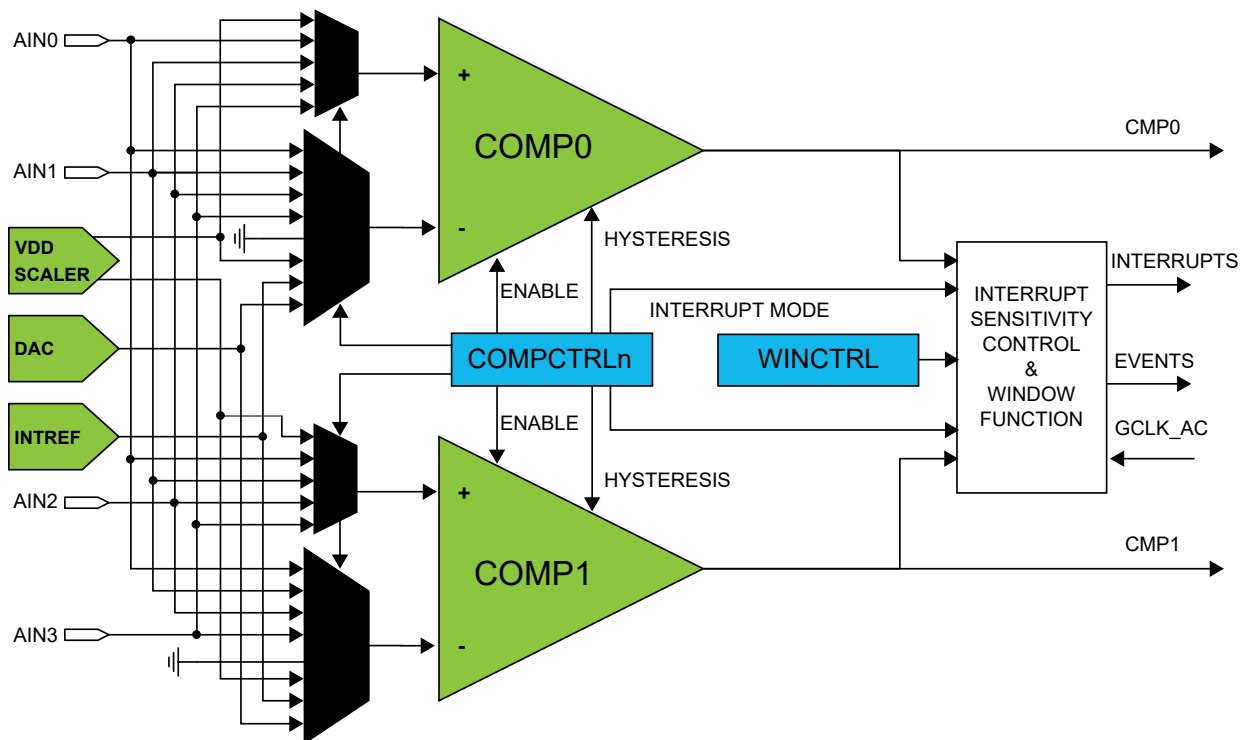 AIN0
+
COMP0
CMP0
AIN1
-
HYSTERESIS
VDD
SCALER
ENABLE
INTERRUPT MODE
INTERRUPT
SENSITIVITY
CONTROL
&
WINDOW
FUNCTION
INTERRUPTS
DAC
COMPCTRLn
WINCTRL
EVENTS
INTREF
ENABLE
GCLK_AC
HYSTERESIS
AIN2
+
COMP1
CMP1
AIN3
-